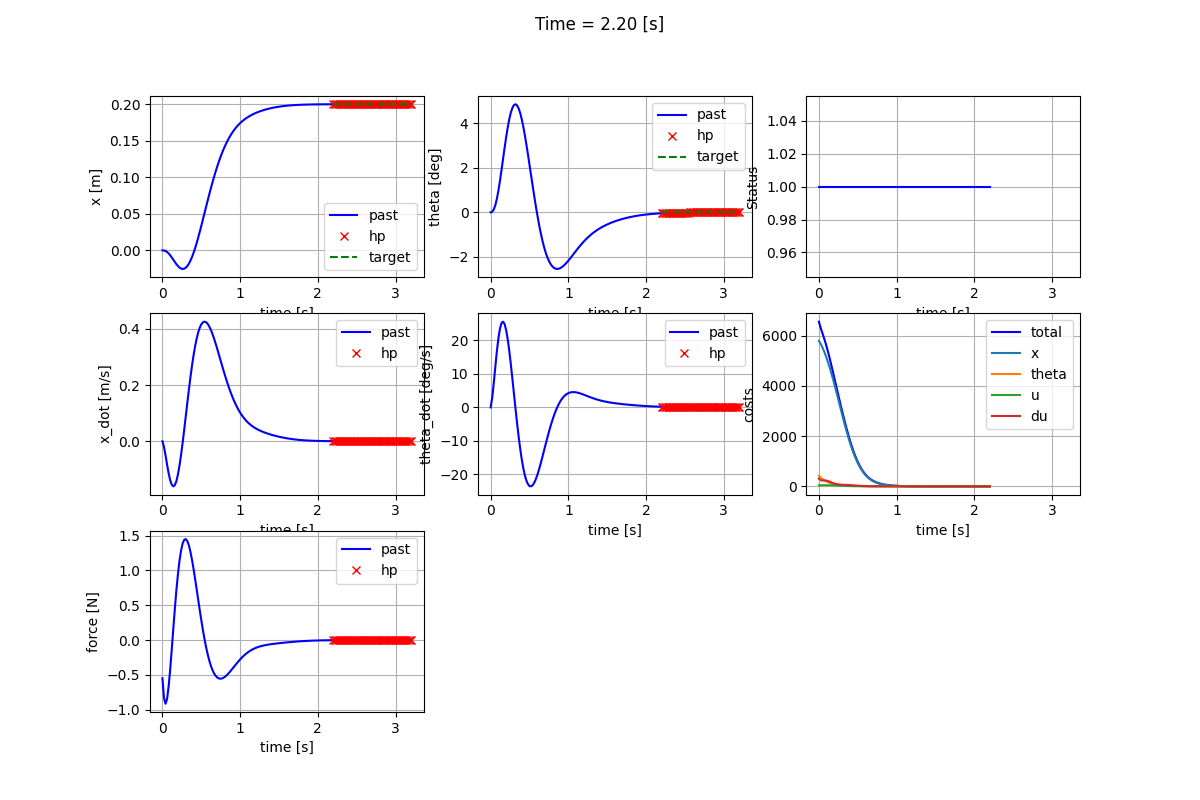 Time = 2.20 [s]
x [m]
0.20
0.15
0.10
0.05
0.00
past
hp
target
0 1 2 3
time [s]
theta [deg]
4
2
0
−2
past
hp
target
0 1 2 3
time [s]
Status
1.04
1.02
1.00
0.98
0.96
0 1 2 3
time [s]
x_dot [m/s]
0.4
0.2
0.0
past
hp
0 1 2 3
time [s]
theta_dot [deg/s]
20
10
0
−10
−20
past
hp
0 1 2 3
time [s]
costs
6000
4000
2000
0
total
x
theta
u
du
0 1 2 3
time [s]
force [N]
1.5
1.0
0.5
0.0
−0.5
−1.0
past
hp
0 1 2 3
time [s]